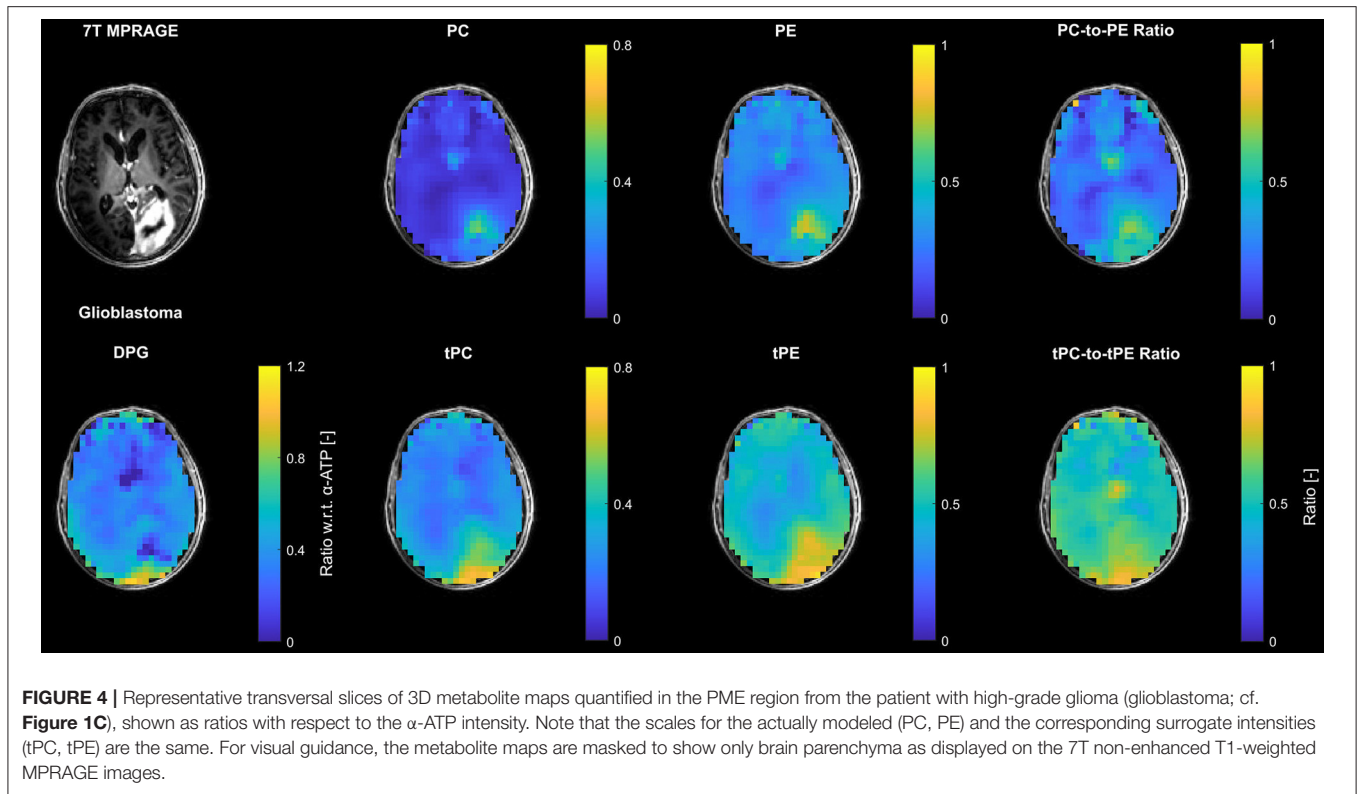 7T MPRAGE
PC
PE
PC-to-PE Ratio
0.8
0.4
0
1
0.5
0
1
0.5
0
Glioblastoma
DPG
tPC
tPE
tPC-to-tPE Ratio
1.2
0.8
0.4
0
Ratio w.r.t. α-ATP [-]
0.8
0.4
0
1
0.5
0
1
0.5
0
Ratio [-]
FIGURE 4 | Representative transversal slices of 3D metabolite maps quantified in the PME region from the patient with high-grade glioma (glioblastoma; cf.
Figure 1C), shown as ratios with respect to the α-ATP intensity. Note that the scales for the actually modeled (PC, PE) and the corresponding surrogate intensities
(tPC, tPE) are the same. For visual guidance, the metabolite maps are masked to show only brain parenchyma as displayed on the 7T non-enhanced T1-weighted
MPRAGE images.